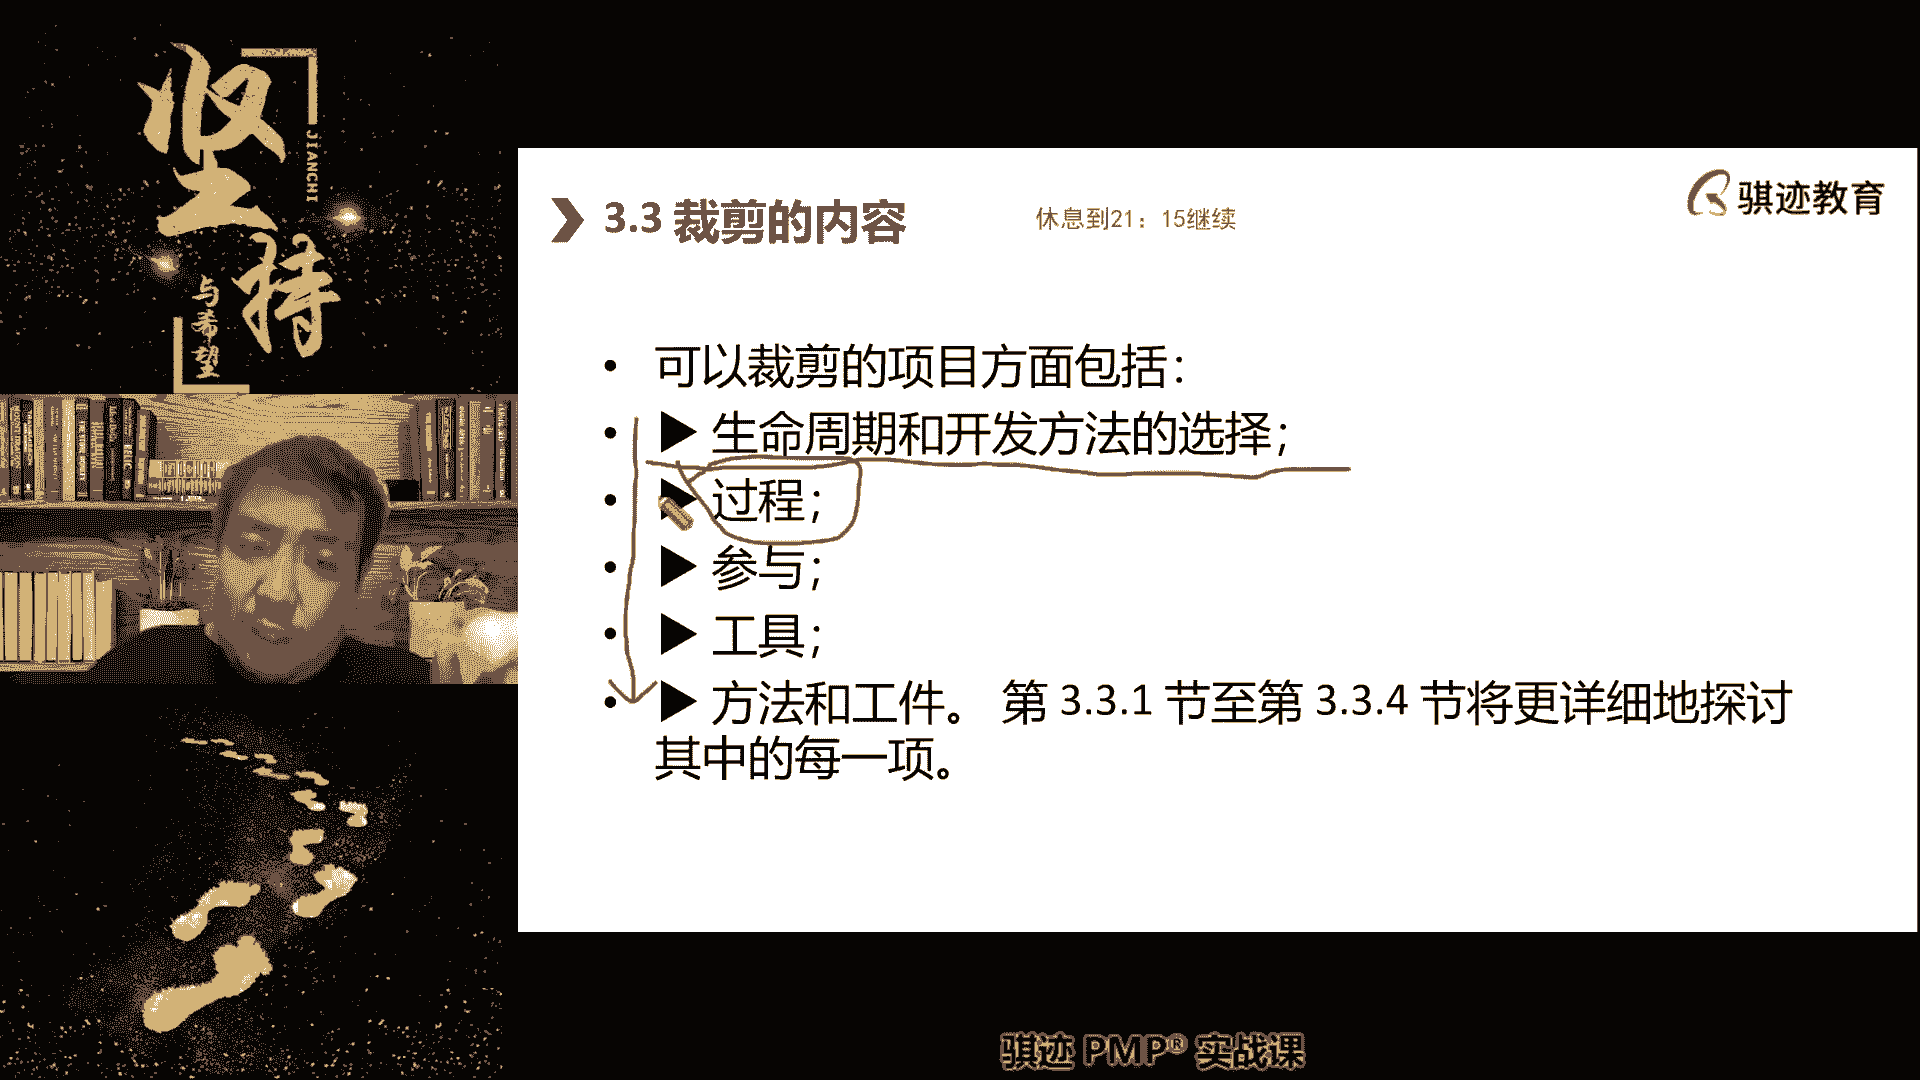 坚持
JIANCHI
与希望
3.3 裁剪的内容
休息到21：15继续
骐迹教育
• 可以裁剪的项目方面包括：
• ▶ 生命周期和开发方法的选择；
• ▶ 过程；
• ▶ 参与；
• ▶ 工具；
• ▶ 方法和工件。 第 3.3.1 节至第 3.3.4 节将更详细地探讨
其中的每一项。
骐迹 PMP® 实战课